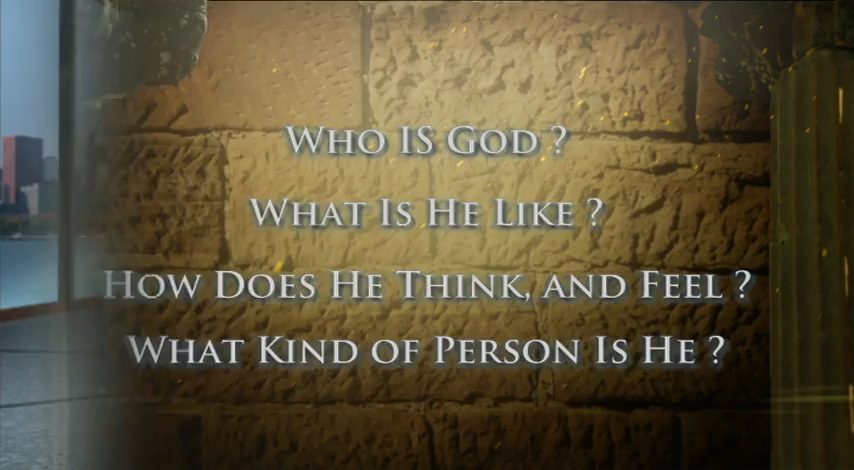 Who IS God ?
What Is He Like ?
How Does He Think, and Feel ?
What Kind of Person Is He ?